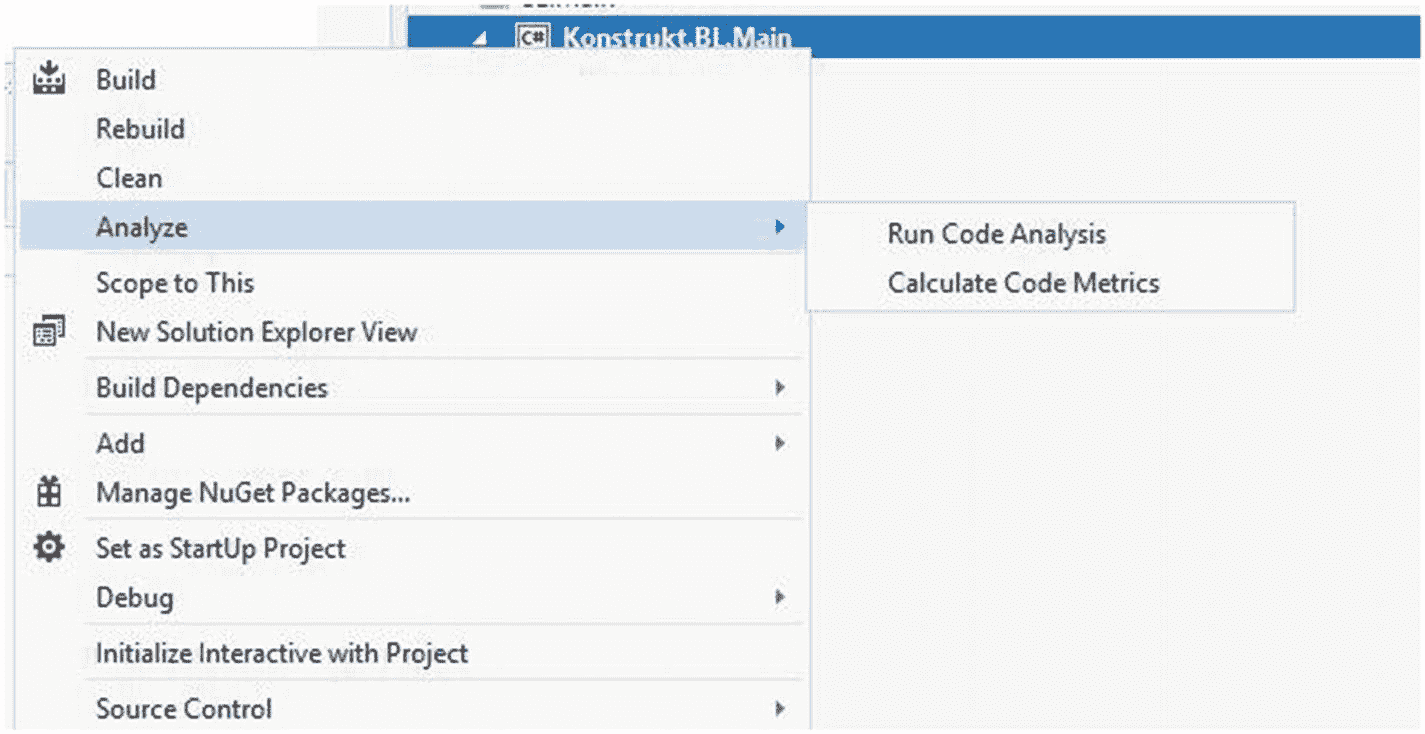 C# Konstrukt.BL.Main
Build
Rebuild
Clean
Analyze
Run Code Analysis
Scope to This
Calculate Code Metrics
New Solution Explorer View
Build Dependencies
Add
Manage NuGet Packages...
Set as StartUp Project
Debug
Initialize Interactive with Project
Source Control